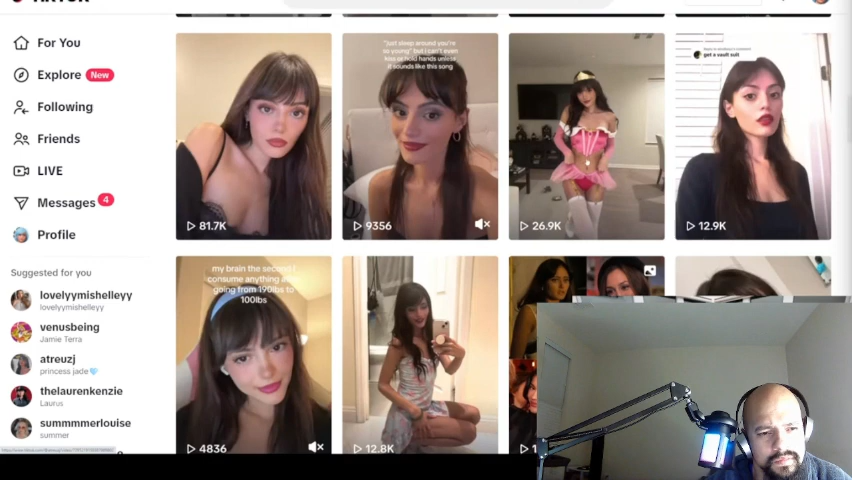 For You
Explore New
Following
Friends
LIVE
Messages 4
Profile
Suggested for you
lovelyymishelleyy
lovelyymishelleyy
venusbeing
Jamie Terra
atreuzj
princess jade
thelaurenkenzie
Laurus
summmmerlouise
summer
81.7K
"Just sleep around you're
so young" but i can't even
kiss or hold hands unless
it sounds like this song
9356
26.9K
get a vault suit
12.9K
my brain the second i
consume anything after
going from 190lbs to
100lbs
4836
12.8K